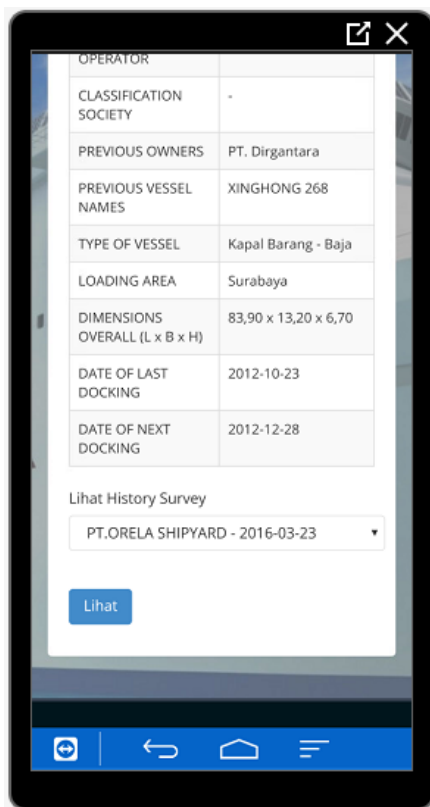 OPERATOR
CLASSIFICATION
SOCIETY
-
PREVIOUS OWNERS
PT. Dirgantara
PREVIOUS VESSEL
NAMES
XINGHONG 268
TYPE OF VESSEL
Kapal Barang - Baja
LOADING AREA
Surabaya
DIMENSIONS
OVERALL (L x B x H)
83,90 x 13,20 x 6,70
DATE OF LAST
DOCKING
2012-10-23
DATE OF NEXT
DOCKING
2012-12-28
Lihat History Survey
PT.ORELA SHIPYARD - 2016-03-23
Lihat